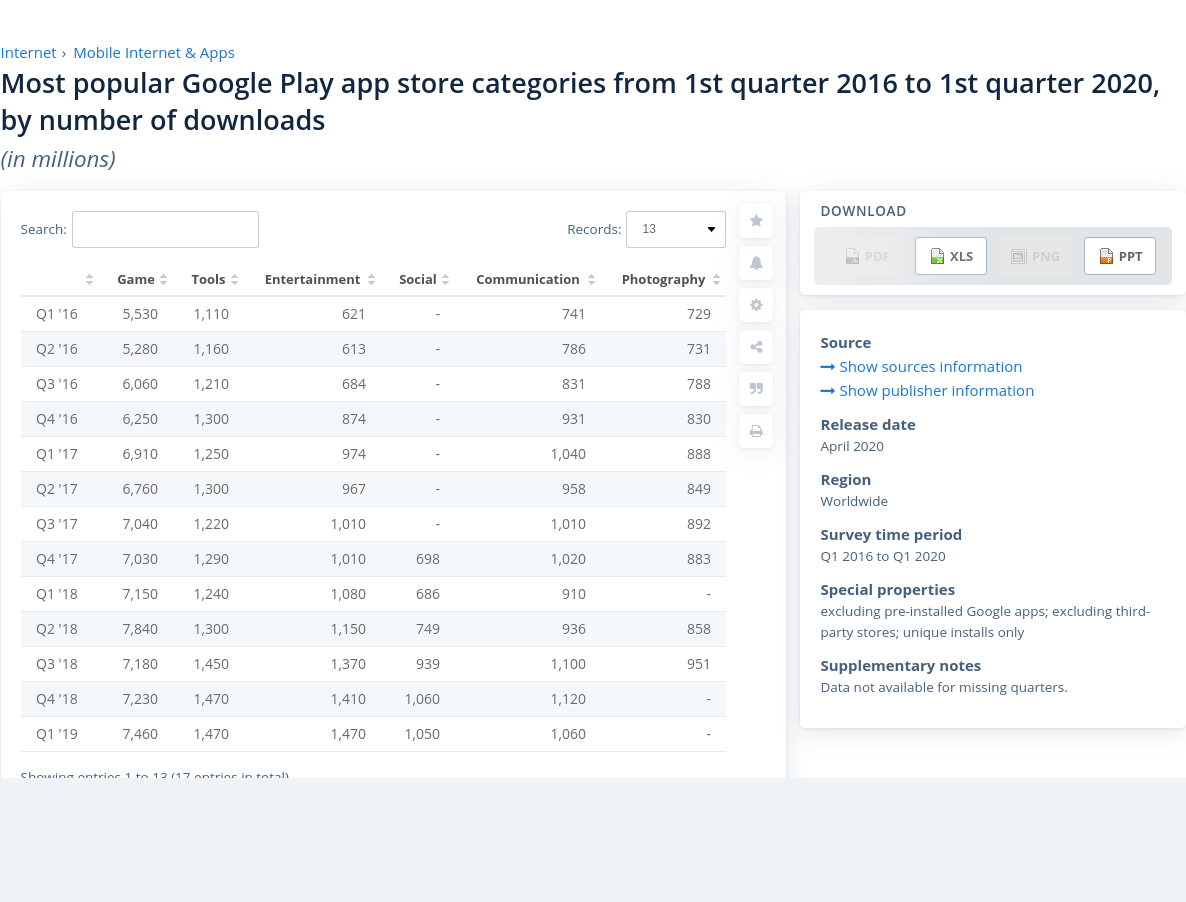 Internet › Mobile Internet & Apps
Most popular Google Play app store categories from 1st quarter 2016 to 1st quarter 2020,
by number of downloads
(in millions)
Search:
Records: 13
Game Tools Entertainment Social Communication Photography
Q1 '16 5,530 1,110 621 - 741 729
Q2 '16 5,280 1,160 613 - 786 731
Q3 '16 6,060 1,210 684 - 831 788
Q4 '16 6,250 1,300 874 - 931 830
Q1 '17 6,910 1,250 974 - 1,040 888
Q2 '17 6,760 1,300 967 - 958 849
Q3 '17 7,040 1,220 1,010 - 1,010 892
Q4 '17 7,030 1,290 1,010 698 1,020 883
Q1 '18 7,150 1,240 1,080 686 910 -
Q2 '18 7,840 1,300 1,150 749 936 858
Q3 '18 7,180 1,450 1,370 939 1,100 951
Q4 '18 7,230 1,470 1,410 1,060 1,120 -
Q1 '19 7,460 1,470 1,470 1,050 1,060 -
Showing entries 1 to 13 (17 entries in total)
DOWNLOAD
PDF XLS PNG PPT
Source
Show sources information
Show publisher information
Release date
April 2020
Region
Worldwide
Survey time period
Q1 2016 to Q1 2020
Special properties
excluding pre-installed Google apps; excluding third-
party stores; unique installs only
Supplementary notes
Data not available for missing quarters.